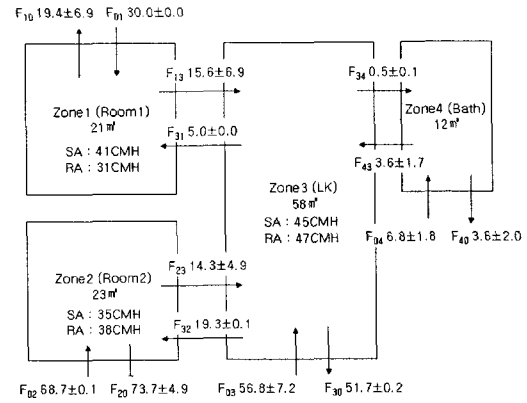 F10 19.4±6.9 F01 30.0±0.0
F13 15.6±6.9
F34 0.5±0.1
Zone1 (Room1)
21㎡
SA : 41CMH
RA : 31CMH
F31 5.0±0.0
Zone4 (Bath)
12㎡
F43 3.6±1.7
Zone3 (LK)
58㎡
SA : 45CMH
RA : 47CMH
F04 6.8±1.8 F40 3.6±2.0
Zone2 (Room2)
23㎡
SA : 35CMH
RA : 38CMH
F23 14.3±4.9
F32 19.3±0.1
F02 68.7±0.1 F20 73.7±4.9 F03 56.8±7.2 F30 51.7±0.2